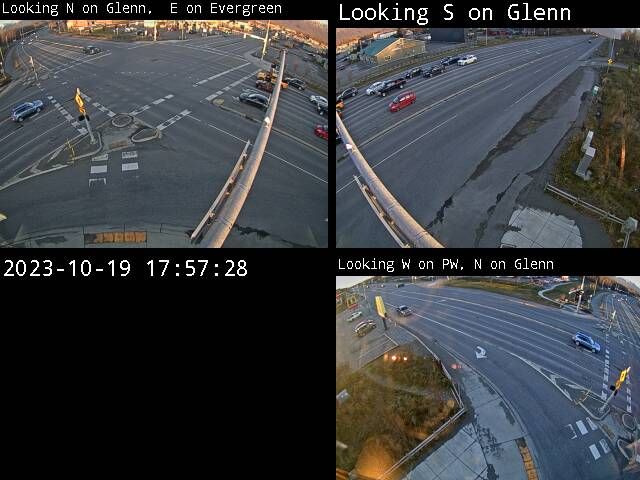 Looking N on Glenn, E on Evergreen
Looking S on Glenn
2023-10-19 17:57:28
Looking W on PW, N on Glenn